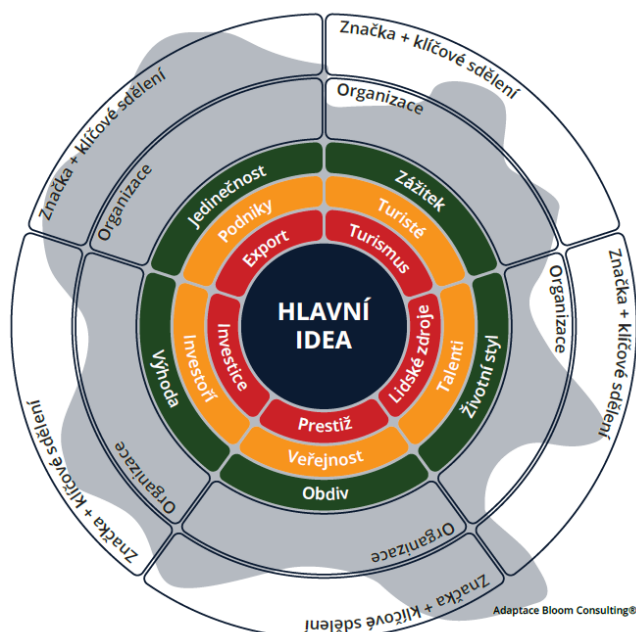 Značka + klíčové sdělení
Značka + klíčové sdělení
Organizace
Organizace
Jedinečnost
Zážitek
Podniky
Turisté
Export
Turismus
HLAVNÍ
IDEA
Investice
Lidské zdroje
Investoři
Talenti
Výhoda
Životní styl
Organizace
Značka + klíčové sdělení
Prestiž
Veřejnost
Obdiv
Organizace
Značka + klíčové sdělení
Organizace
Značka + klíčové sdělení
Adaptace Bloom Consulting®